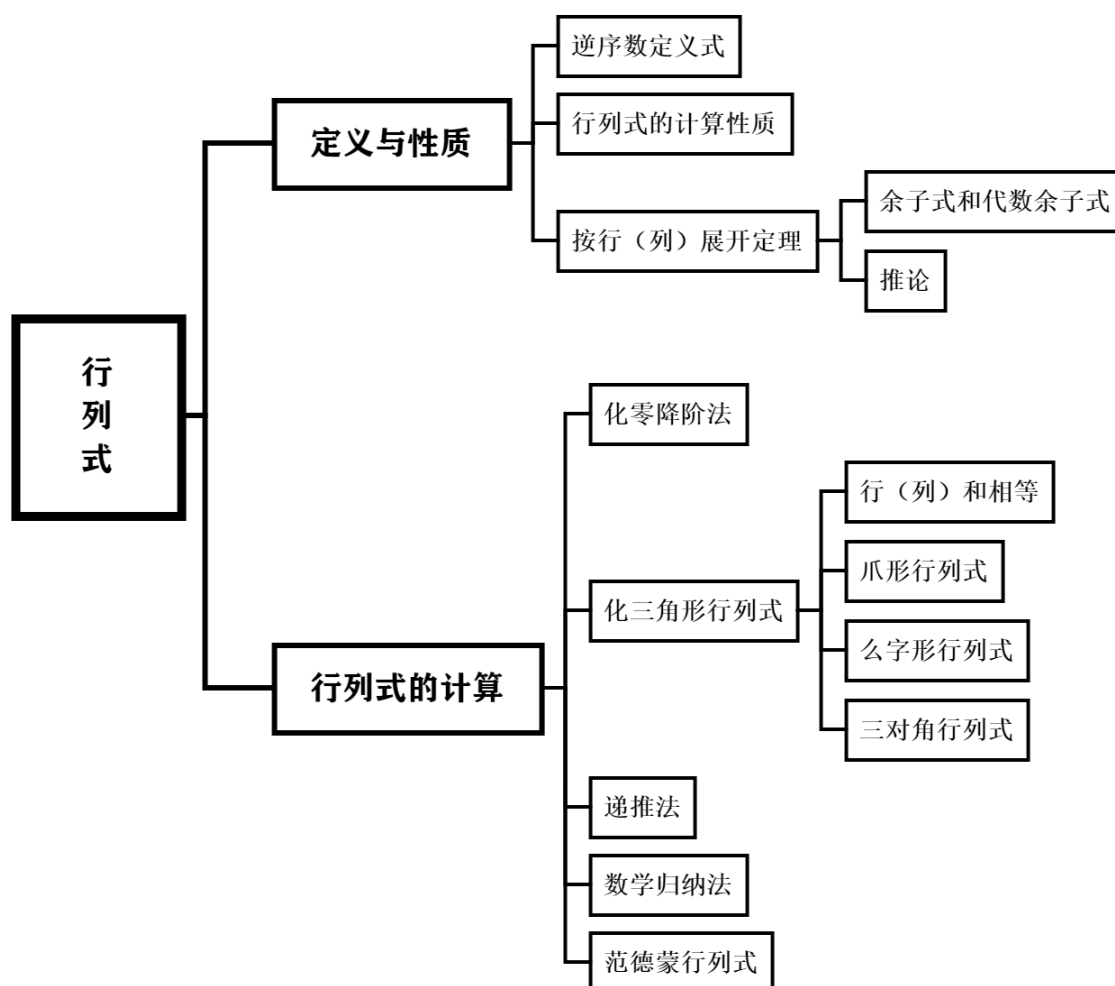 行
列
式
定义与性质
逆序数定义式
行列式的计算性质
按行（列）展开定理
余子式和代数余子式
推论
行列式的计算
化零降阶法
化三角形行列式
行（列）和相等
爪形行列式
么字形行列式
三对角行列式
递推法
数学归纳法
范德蒙行列式